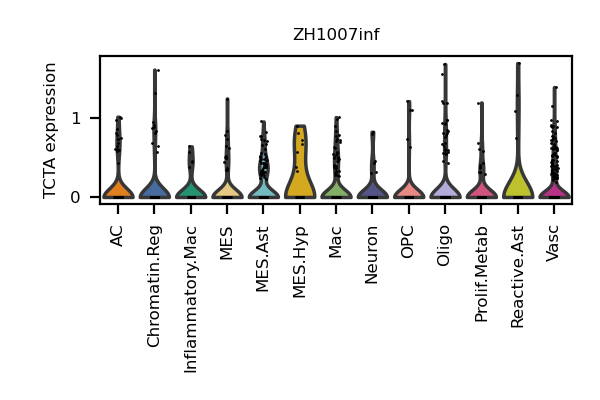 ZH1007inf
TCTA expression
1
0
AC
Chromatin.Reg
Inflammatory.Mac
MES
MES.Ast
MES.Hyp
Mac
Neuron
OPC
Oligo
Prolif.Metab
Reactive.Ast
Vasc